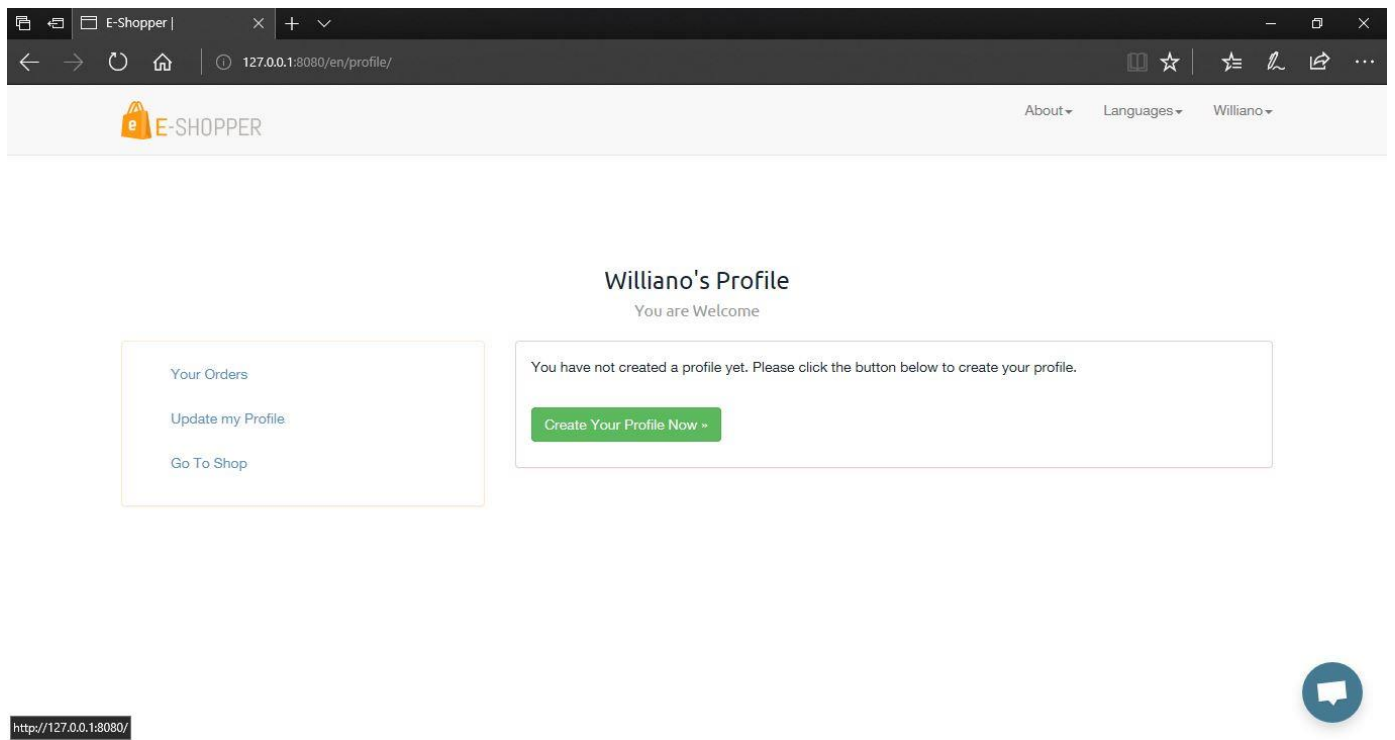 E-Shopper |
127.0.0.1:8080/en/profile/
e E-SHOPPER
About Languages Williano
Williano's Profile
You are Welcome
Your Orders
Update my Profile
Go To Shop
You have not created a profile yet. Please click the button below to create your profile.
Create Your Profile Now »
http://127.0.0.1:8080/